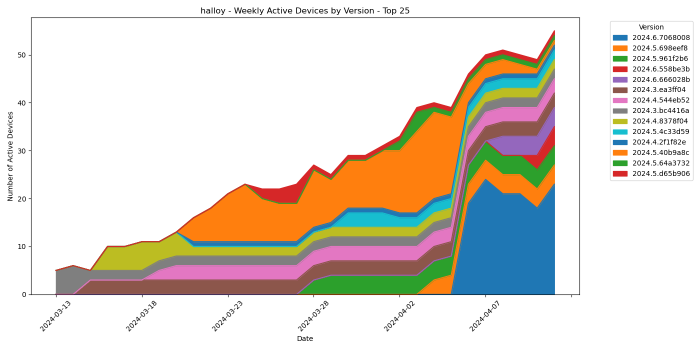 halloy - Weekly Active Devices by Version - Top 25
Number of Active Devices
50
40
30
20
10
0
2024-03-13
2024-03-18
2024-03-23
2024-03-28
2024-04-02
2024-04-07
Date
Version
2024.6.7068008
2024.5.698eef8
2024.5.961f2b6
2024.6.558be3b
2024.6.666028b
2024.3.ea3ff04
2024.4.544eb52
2024.3.bc4416a
2024.4.8378f04
2024.5.4c33d59
2024.4.2f1f82e
2024.5.40b9a8c
2024.5.64a3732
2024.5.d65b906